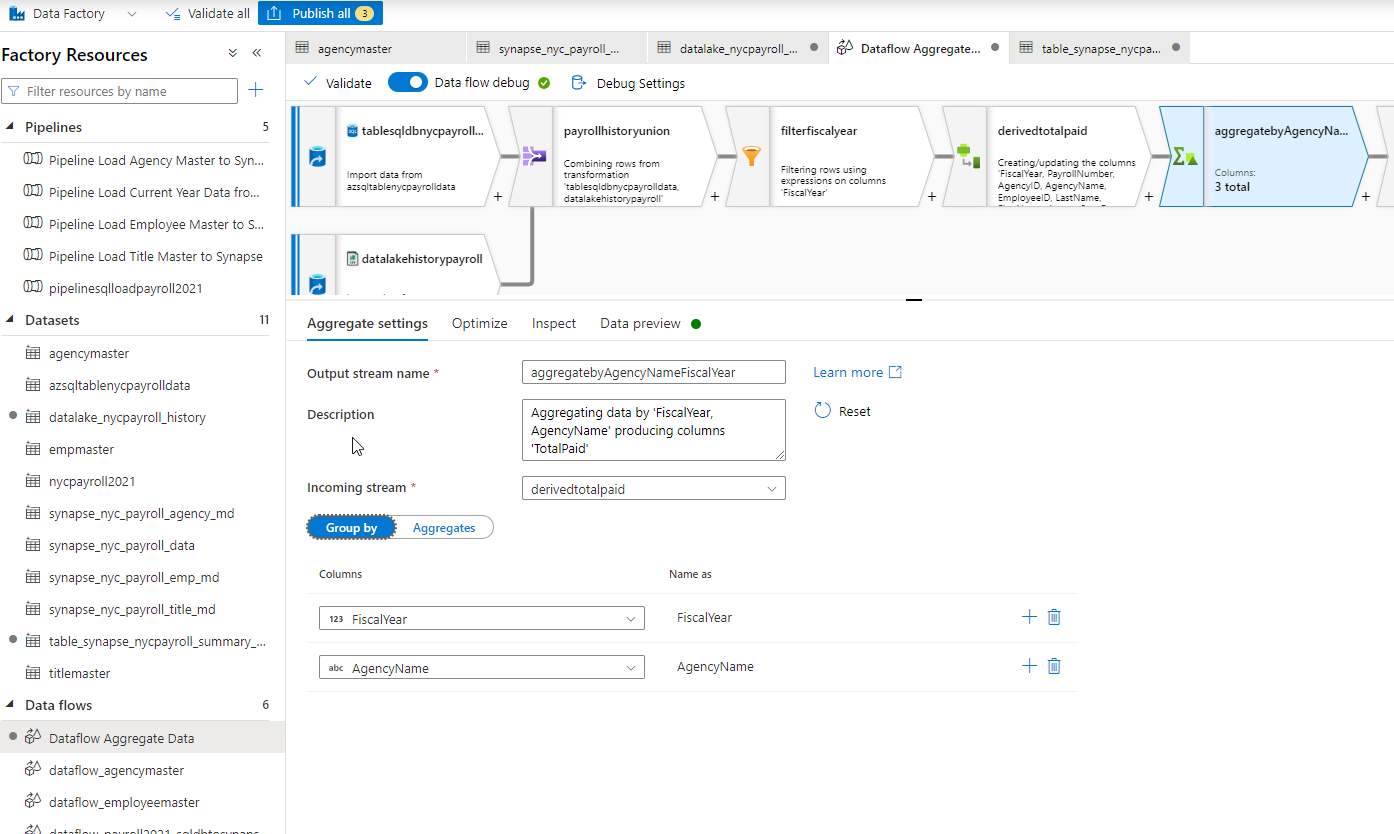 Data Factory
Validate all
Publish all 3
Factory Resources
Filter resources by name
Pipelines 5
Pipeline Load Agency Master to Syn...
Pipeline Load Current Year Data fro...
Pipeline Load Employee Master to S...
Pipeline Load Title Master to Synapse
pipelinesqlloadpayroll2021
Datasets 11
agencymaster
azsqltablenycpayrolldata
datalake_nycpayroll_history
empmaster
nycpayroll2021
synapse_nyc_payroll_agency_md
synapse_nyc_payroll_data
synapse_nyc_payroll_emp_md
synapse_nyc_payroll_title_md
table_synapse_nycpayroll_summary_...
titlemaster
Data flows 6
Dataflow Aggregate Data
dataflow_agencymaster
dataflow_employeemaster
dataflow_payroll2021_sqldbtosynaps
agencymaster
synapse_nyc_payroll_...
datalake_nycpayroll_...
Dataflow Aggregate...
table_synapse_nycpa...
Validate
Data flow debug
Debug Settings
tablesqldbnycpayroll...
Import data from
azsqltablenycpayrolldata
payrollhistoryunion
Combining rows from
transformation
'tablesqldbnycpayrolldata,
datalakehistorypayroll'
filterfiscalyear
Filtering rows using
expressions on columns
'FiscalYear'
derivedtotalpaid
Creating/updating the columns
'FiscalYear, PayrollNumber,
AgencyID, AgencyName,
EmployeeID, LastName,
aggregatebyAgencyNa...
Columns:
3 total
datalakehistorypayroll
Aggregate settings
Optimize
Inspect
Data preview
Output stream name *
aggregatebyAgencyNameFiscalYear
Learn more
Description
Aggregating data by 'FiscalYear,
AgencyName' producing columns
'TotalPaid'
Reset
Incoming stream *
derivedtotalpaid
Group by
Aggregates
Columns
Name as
123 FiscalYear
FiscalYear
abc AgencyName
AgencyName